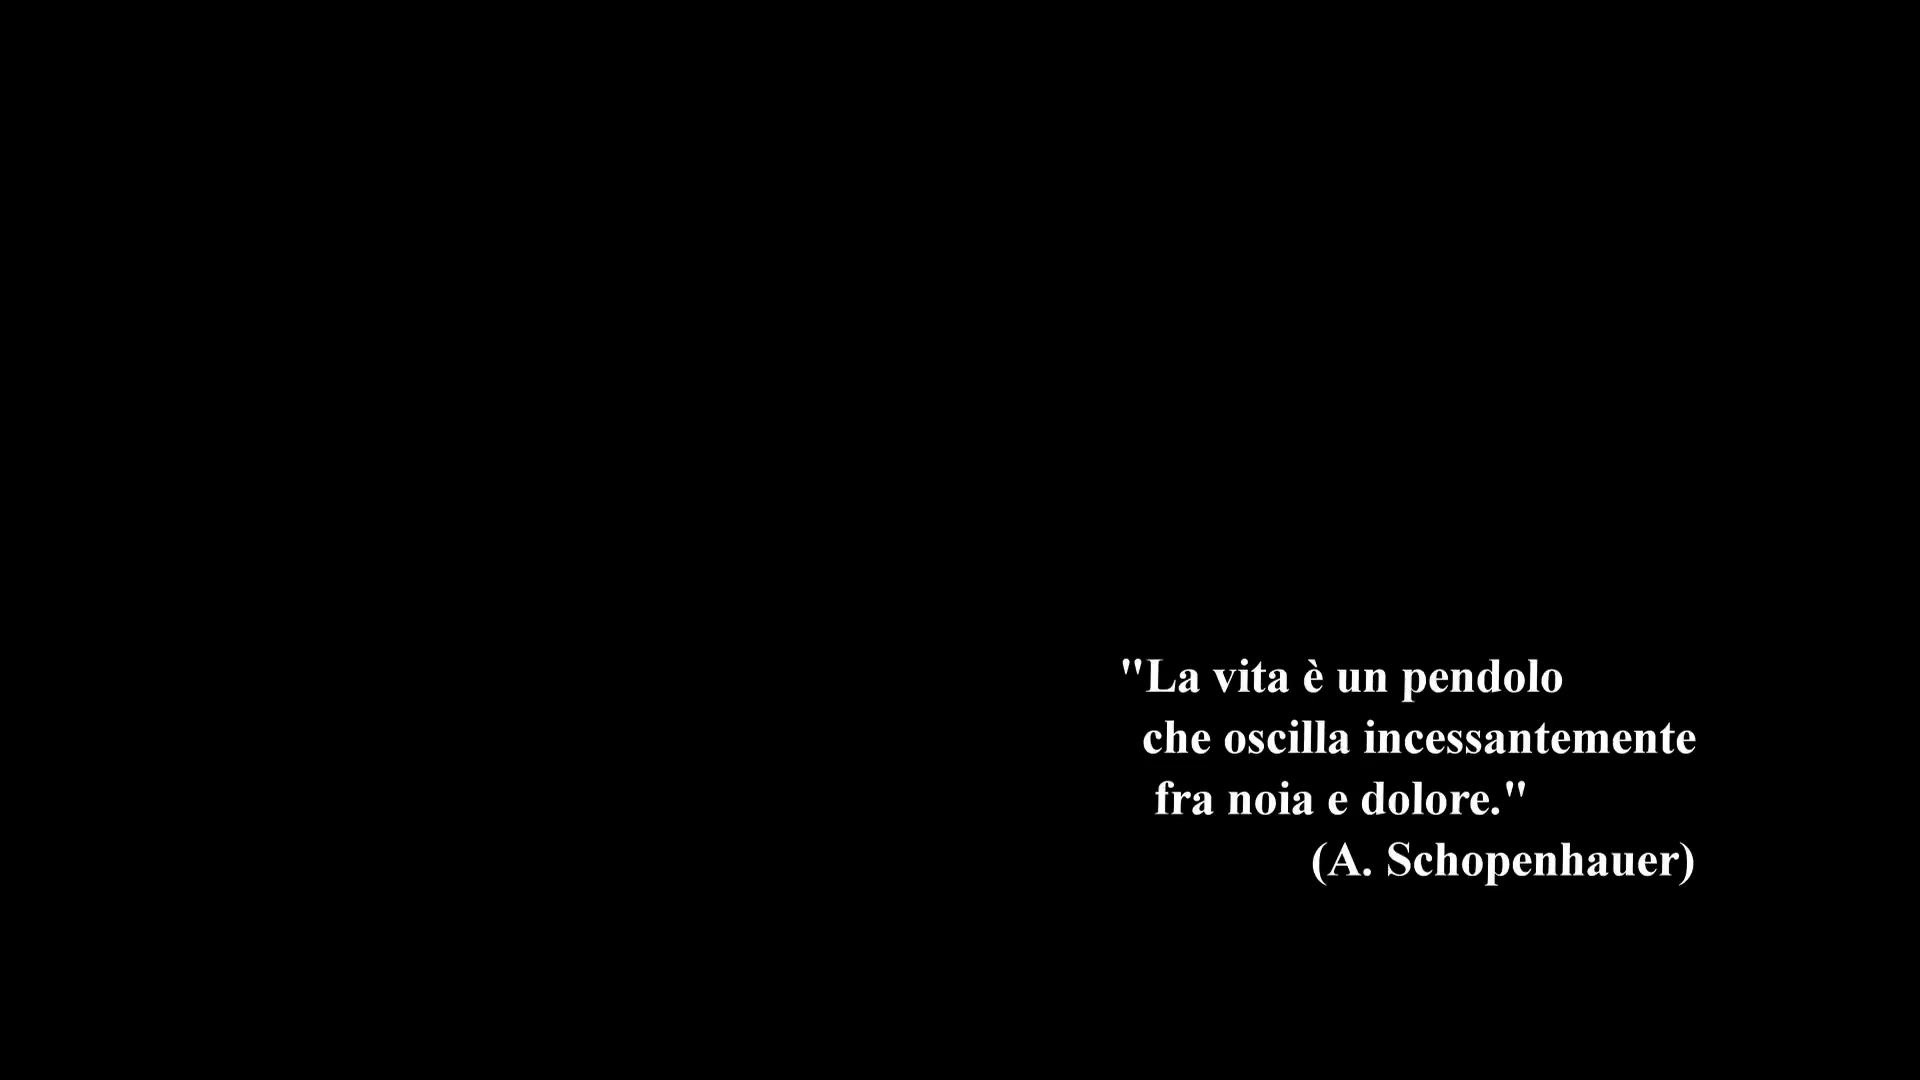 "La vita è un pendolo
che oscilla incessantemente
fra noia e dolore."
(A. Schopenhauer)